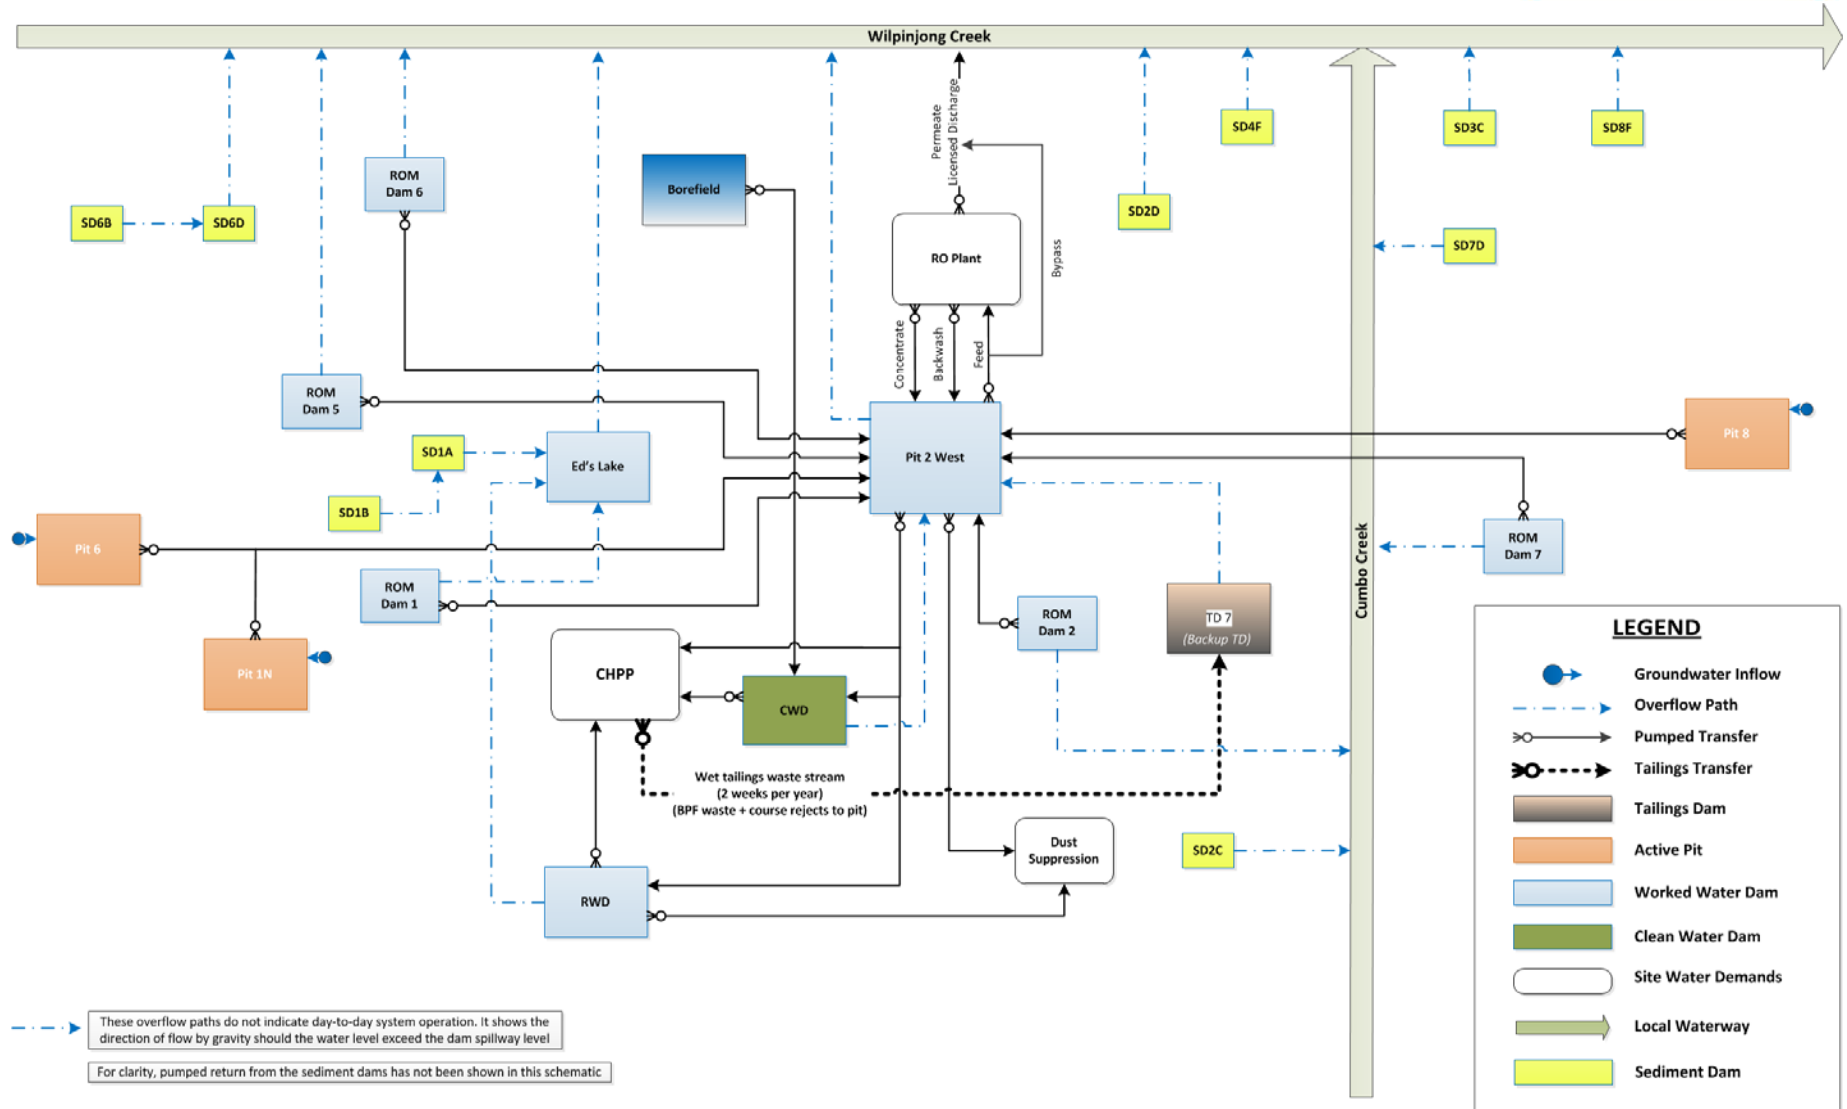 Wilpinjong Creek
Permeate
Licensed Discharge
SD4F
SD3C
SD8F
ROM
Dam 6
Borefield
SD6B
SD6D
SD2D
SD7D
RO Plant
Bypass
Concentrate
Backwash
Feed
ROM
Dam 5
Pit 8
SD1A
Ed's Lake
Pit 2 West
SD1B
Pit 6
ROM
Dam 7
Cumbo Creek
ROM
Dam 1
ROM
Dam 2
TD 7
(Backup TD)
Pit 1N
CHPP
CWD
Wet tailings waste stream
(2 weeks per year)
(BPF waste + course rejects to pit)
Dust
Suppression
SD2C
RWD
LEGEND
Groundwater Inflow
Overflow Path
Pumped Transfer
Tailings Transfer
Tailings Dam
Active Pit
Worked Water Dam
Clean Water Dam
Site Water Demands
Local Waterway
Sediment Dam
These overflow paths do not indicate day-to-day system operation. It shows the
direction of flow by gravity should the water level exceed the dam spillway level
For clarity, pumped return from the sediment dams has not been shown in this schematic